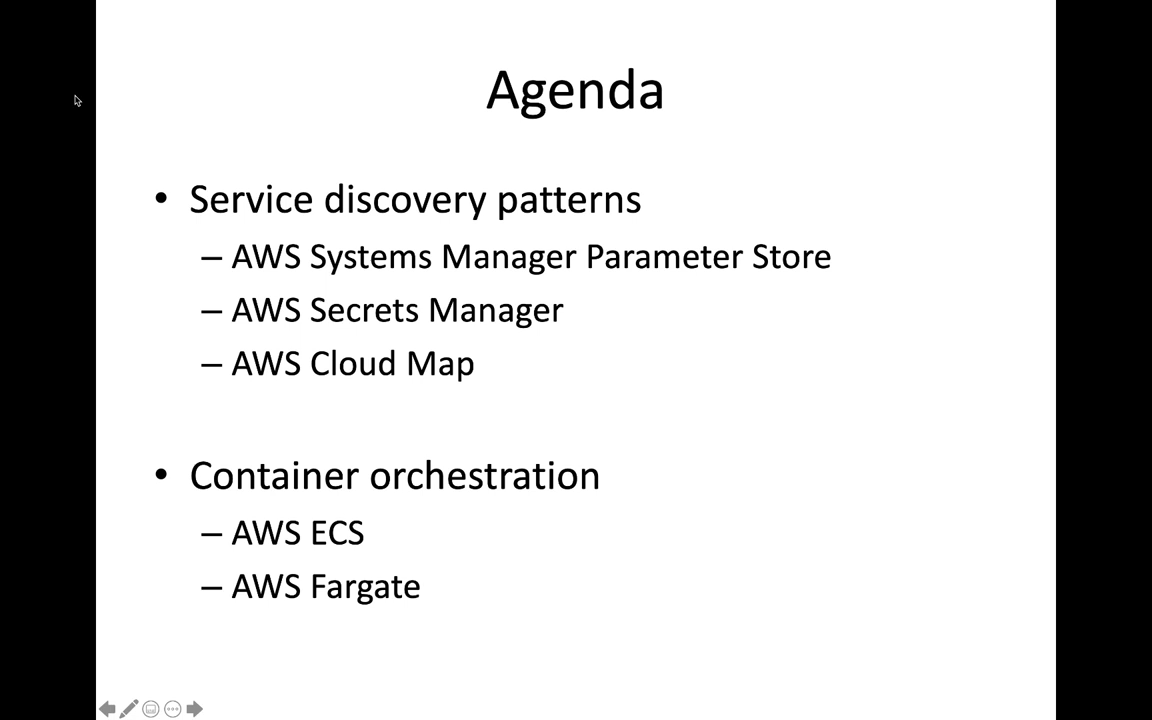 Agenda
• Service discovery patterns
– AWS Systems Manager Parameter Store
– AWS Secrets Manager
– AWS Cloud Map
• Container orchestration
– AWS ECS
– AWS Fargate